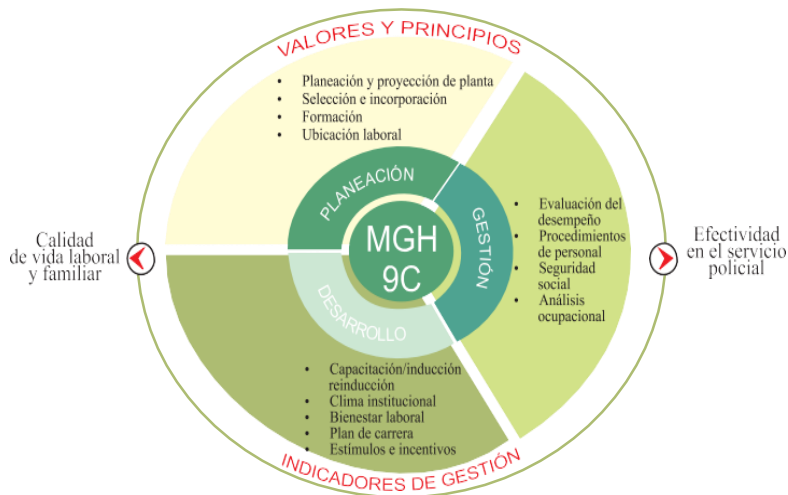 VALORES Y PRINCIPIOS
• Planeación y proyección de planta
• Selección e incorporación
• Formación
• Ubicación laboral
PLANEACIÓN
GESTIÓN
DESARROLLO
MGH
9C
• Evaluación del
desempeño
• Procedimientos
de personal
• Seguridad
social
• Análisis
ocupacional
Calidad
de vida laboral
y familiar
Efectividad
en el servicio
policial
• Capacitación/inducción
reinducción
• Clima institucional
• Bienestar laboral
• Plan de carrera
• Estímulos e incentivos
INDICADORES DE GESTIÓN